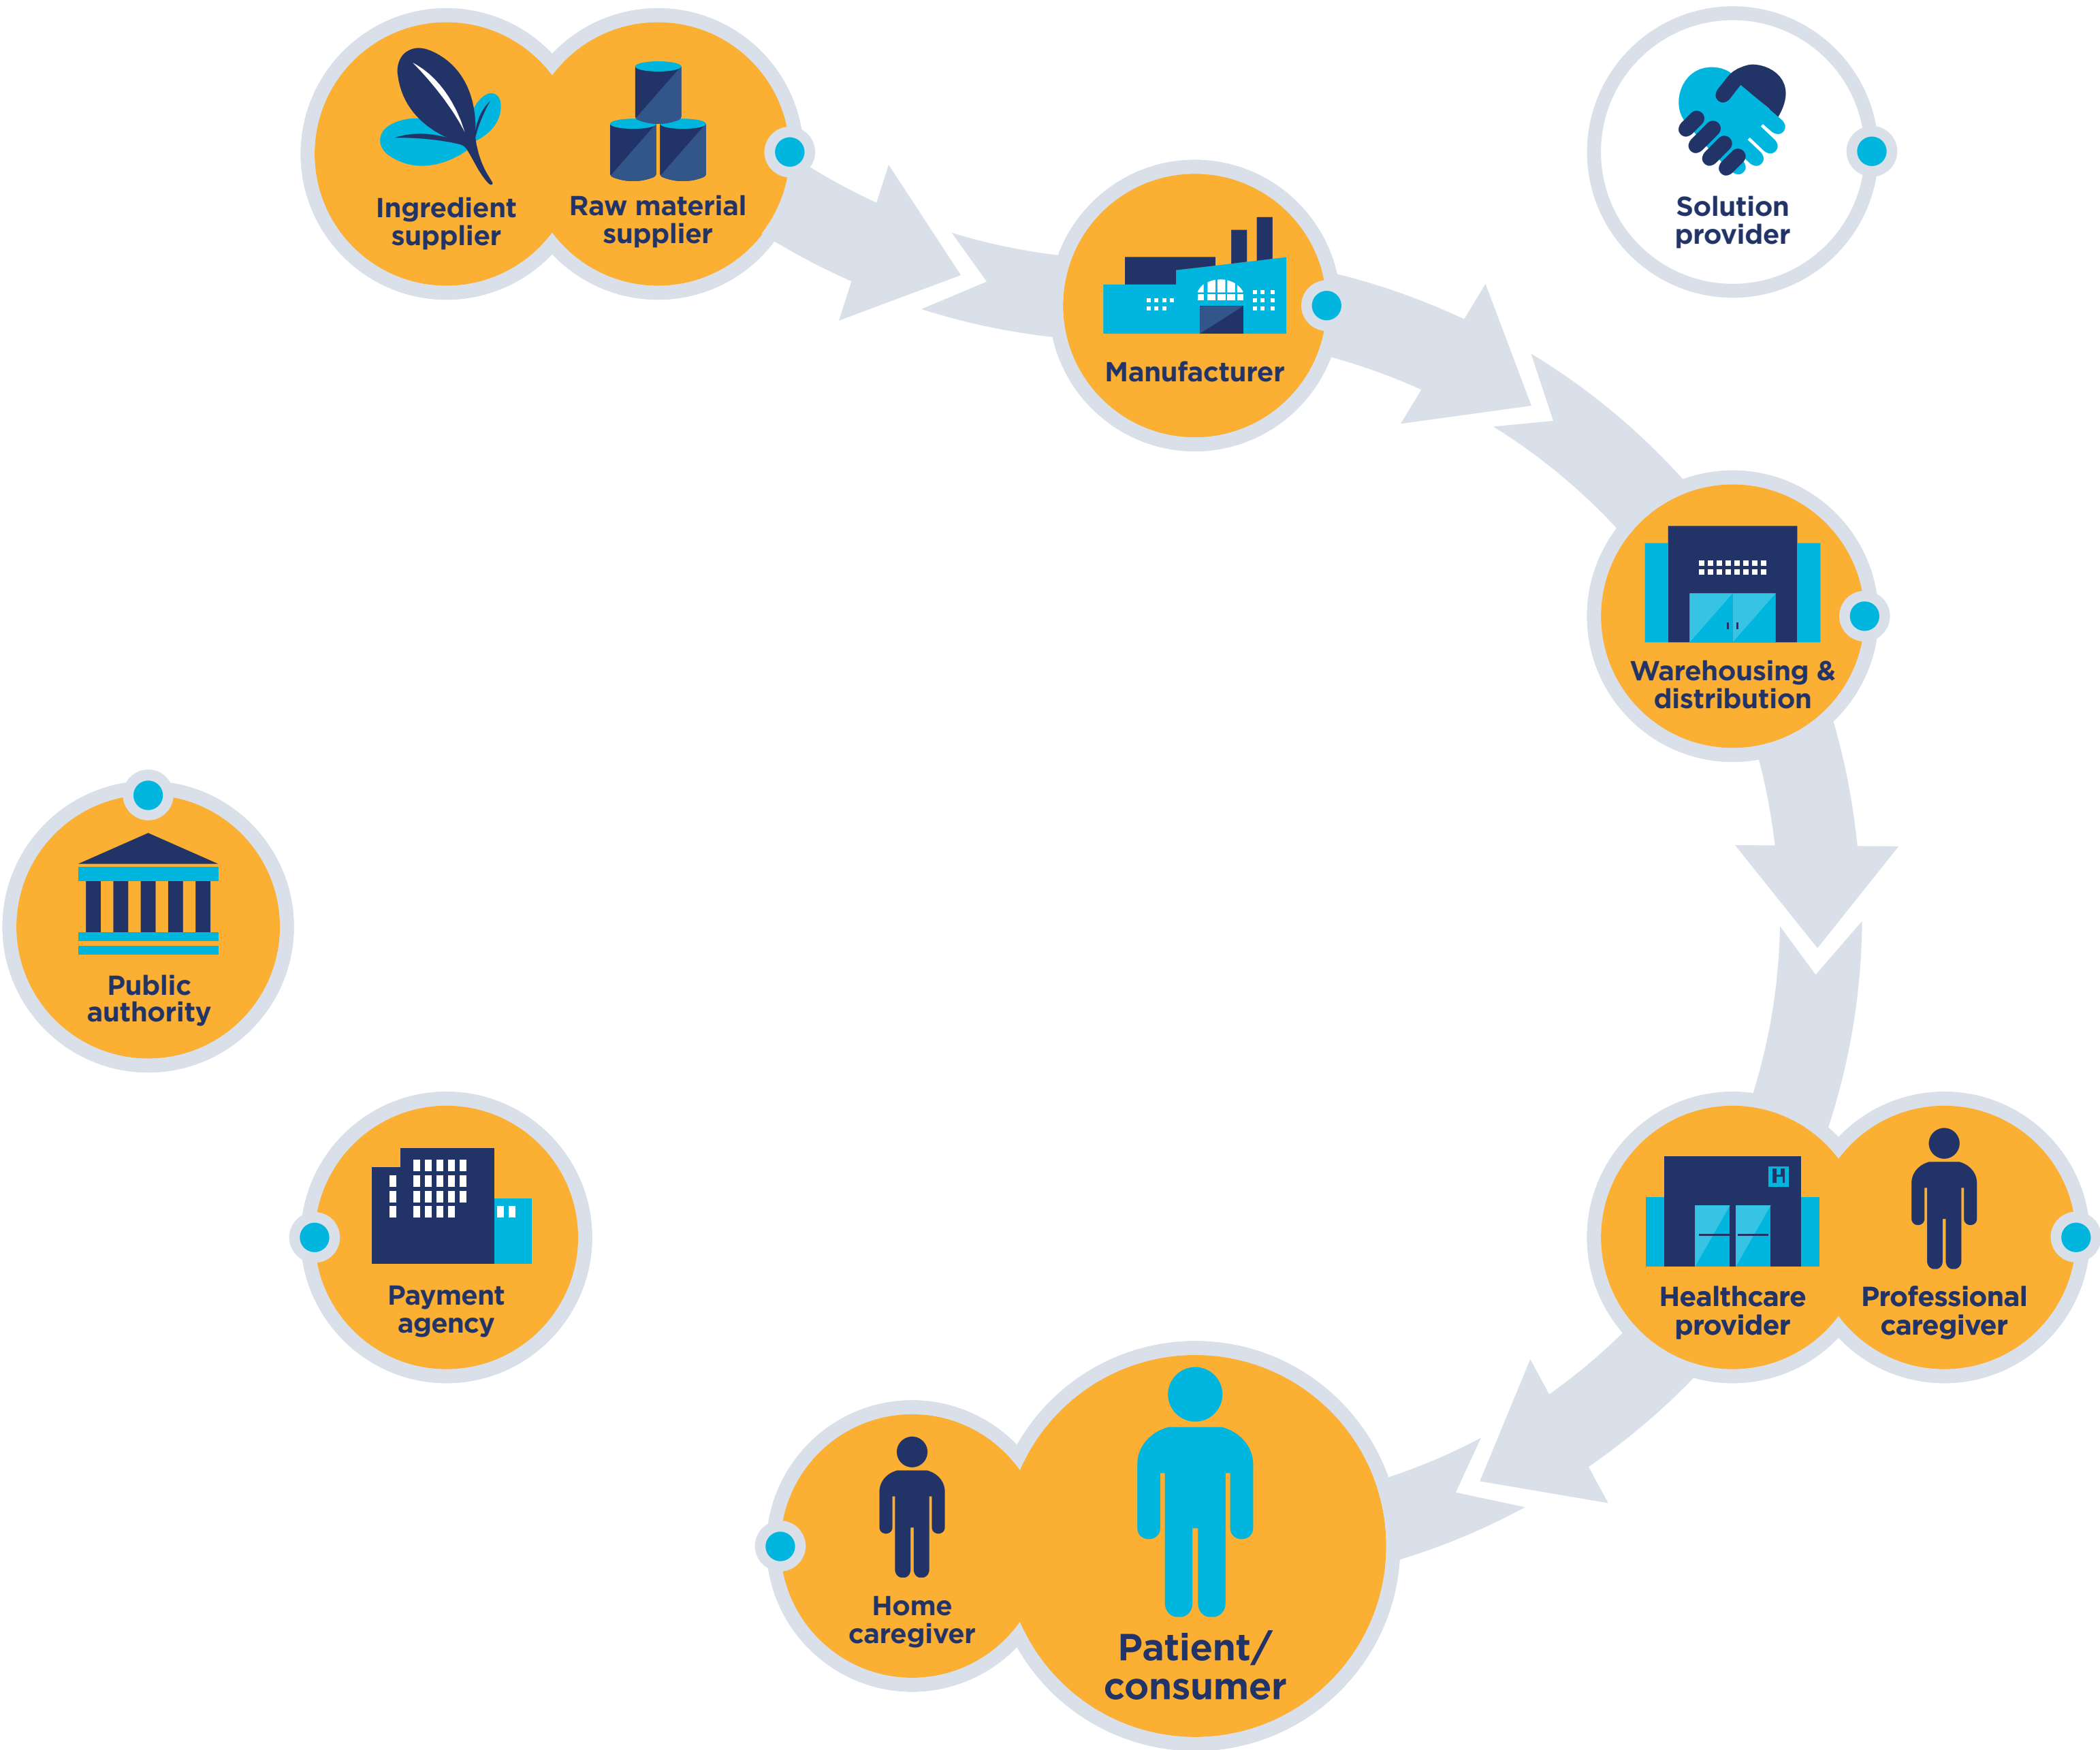 Ingredient
supplier
Raw material
supplier
Solution
provider
Manufacturer
Warehousing &
distribution
Public
authority
Payment
agency
H
Healthcare
provider
Professional
caregiver
Home
caregiver
Patient/
consumer